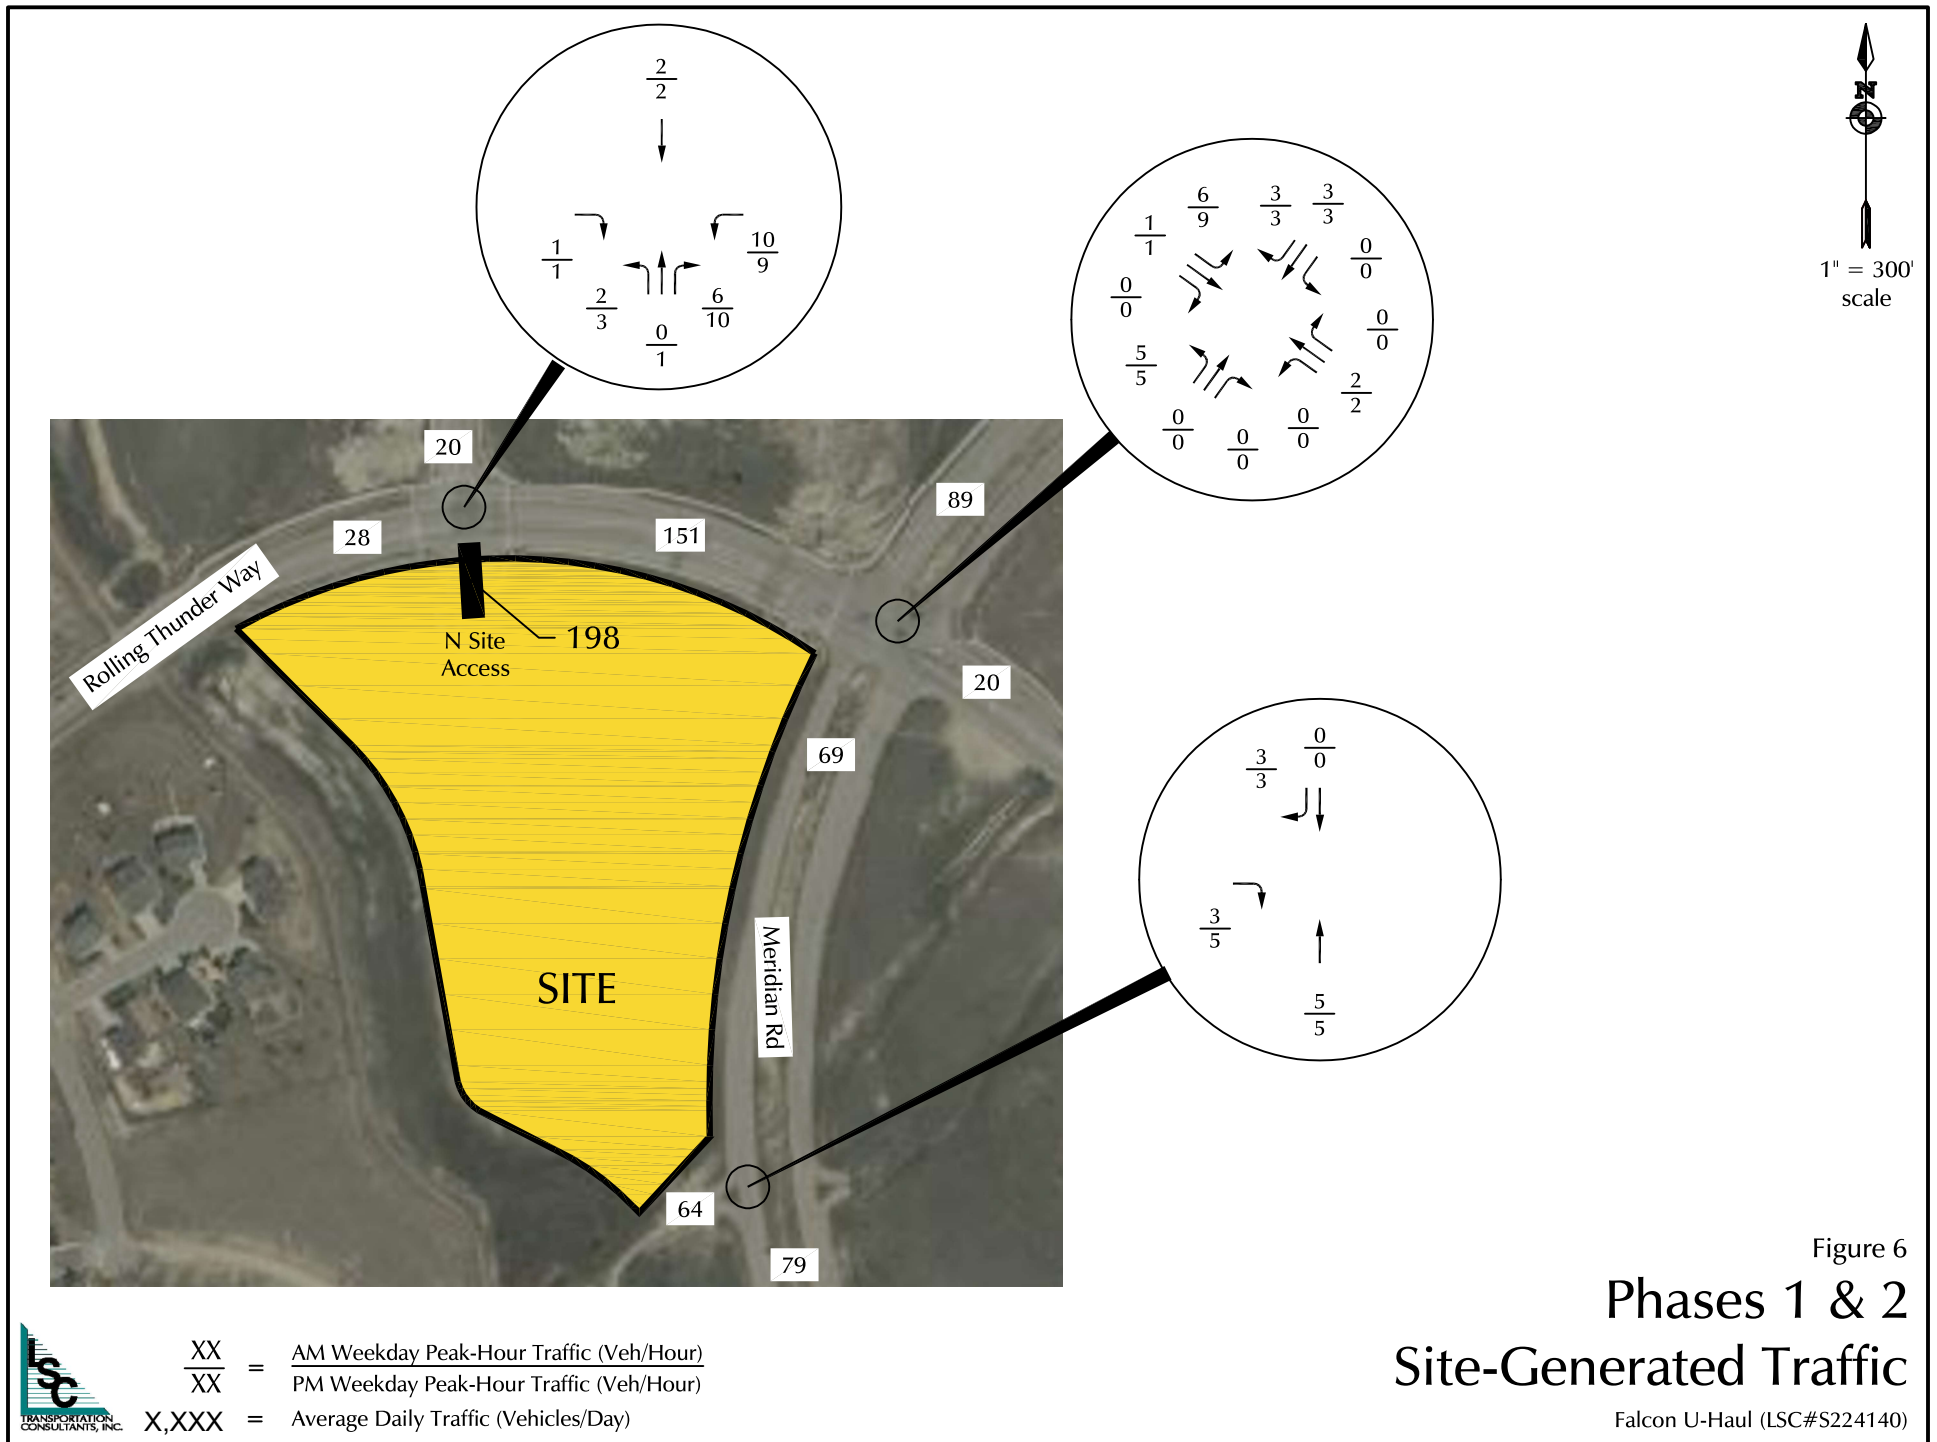 2
2
1
1
10
9
2
3
6
10
0
1
N
1" = 300'
scale
6
9
3
3
3
3
1
1
0
0
0
0
0
0
5
5
2
2
0
0
0
0
0
0
20
89
28
151
Rolling Thunder Way
N Site
Access
198
20
69
0
0
3
3
3
5
5
5
SITE
Meridian Rd
64
79
Figure 6
Phases 1 & 2
Site-Generated Traffic
Falcon U-Haul (LSC#S224140)
LSC
TRANSPORTATION
CONSULTANTS, INC.
XX = AM Weekday Peak-Hour Traffic (Veh/Hour)
XX PM Weekday Peak-Hour Traffic (Veh/Hour)
X,XXX = Average Daily Traffic (Vehicles/Day)